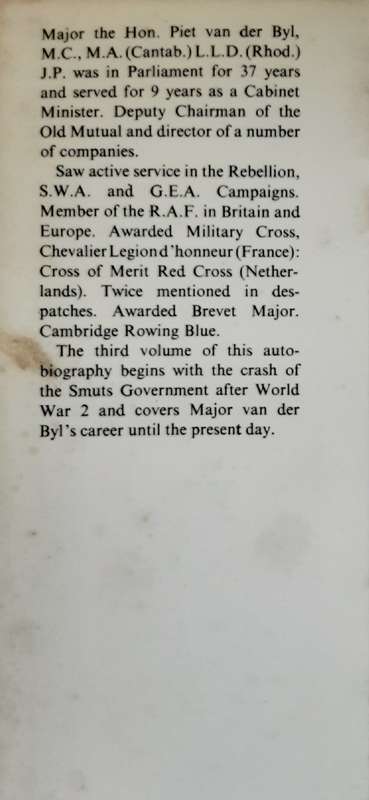 Major the Hon. Piet van der Byl,
M.C., M.A. (Cantab.) L.L.D. (Rhod.)
J.P. was in Parliament for 37 years
and served for 9 years as a Cabinet
Minister. Deputy Chairman of the
Old Mutual and director of a number
of companies.
Saw active service in the Rebellion,
S.W.A. and G.E.A. Campaigns.
Member of the R.A.F. in Britain and
Europe. Awarded Military Cross,
Chevalier Legion d'honneur (France):
Cross of Merit Red Cross (Nether-
lands). Twice mentioned in des-
patches. Awarded Brevet Major.
Cambridge Rowing Blue.
The third volume of this auto-
biography begins with the crash of
the Smuts Government after World
War 2 and covers Major van der
Byl's career until the present day.